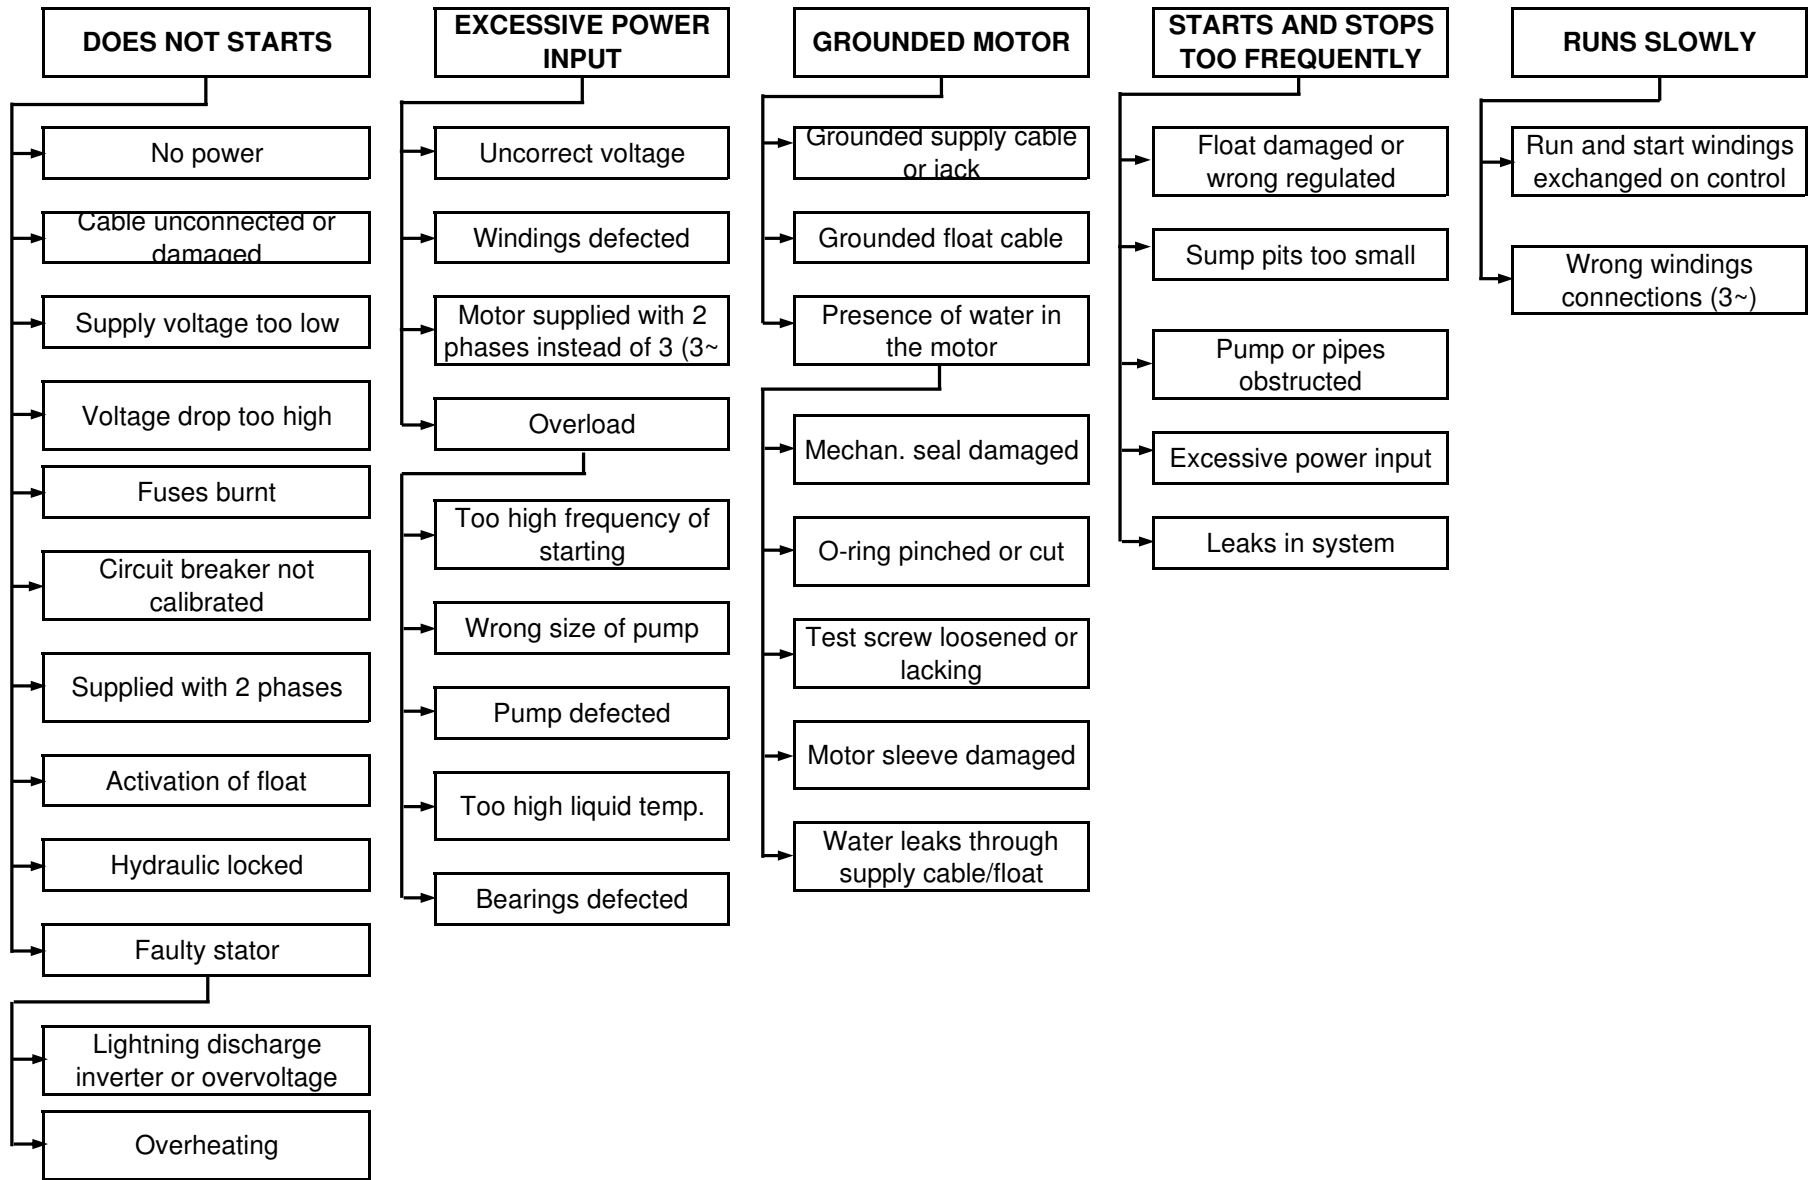 DOES NOT STARTS
No power
Cable unconnected or
damaged
Supply voltage too low
Voltage drop too high
Fuses burnt
Circuit breaker not
calibrated
Supplied with 2 phases
Activation of float
Hydraulic locked
Faulty stator
Lightning discharge
inverter or overvoltage
Overheating
EXCESSIVE POWER
INPUT
Uncorrect voltage
Windings defected
Motor supplied with 2
phases instead of 3 (3~
Overload
Too high frequency of
starting
Wrong size of pump
Pump defected
Too high liquid temp.
Bearings defected
GROUNDED MOTOR
Grounded supply cable
or jack
Grounded float cable
Presence of water in
the motor
Mechan. seal damaged
O-ring pinched or cut
Test screw loosened or
lacking
Motor sleeve damaged
Water leaks through
supply cable/float
STARTS AND STOPS
TOO FREQUENTLY
Float damaged or
wrong regulated
Sump pits too small
Pump or pipes
obstructed
Excessive power input
Leaks in system
RUNS SLOWLY
Run and start windings
exchanged on control
Wrong windings
connections (3~)